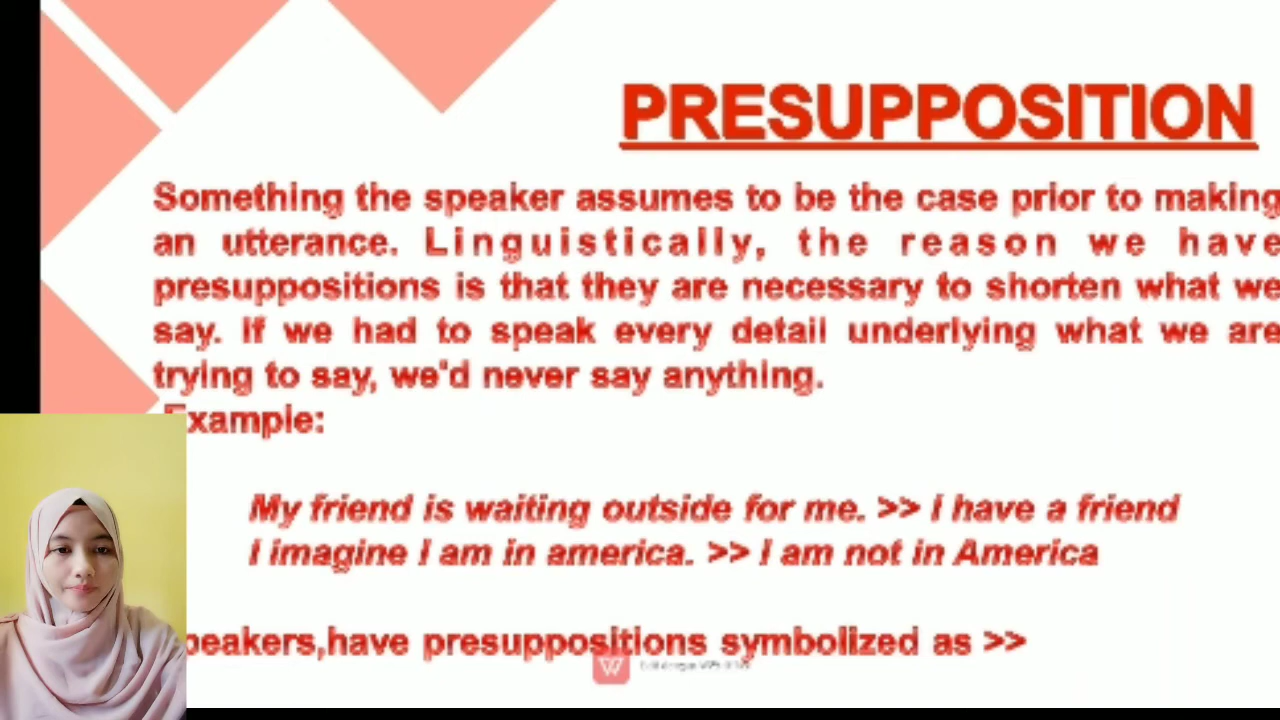 PRESUPPOSITION
Something the speaker assumes to be the case prior to making
an utterance. Linguistically, the reason we have
presuppositions is that they are necessary to shorten what we
say. If we had to speak every detail underlying what we are
trying to say, we'd never say anything.
Example:
My friend is waiting outside for me. >> I have a friend
I imagine I am in america. >> I am not in America
peakers,have presuppositions symbolized as >>
W